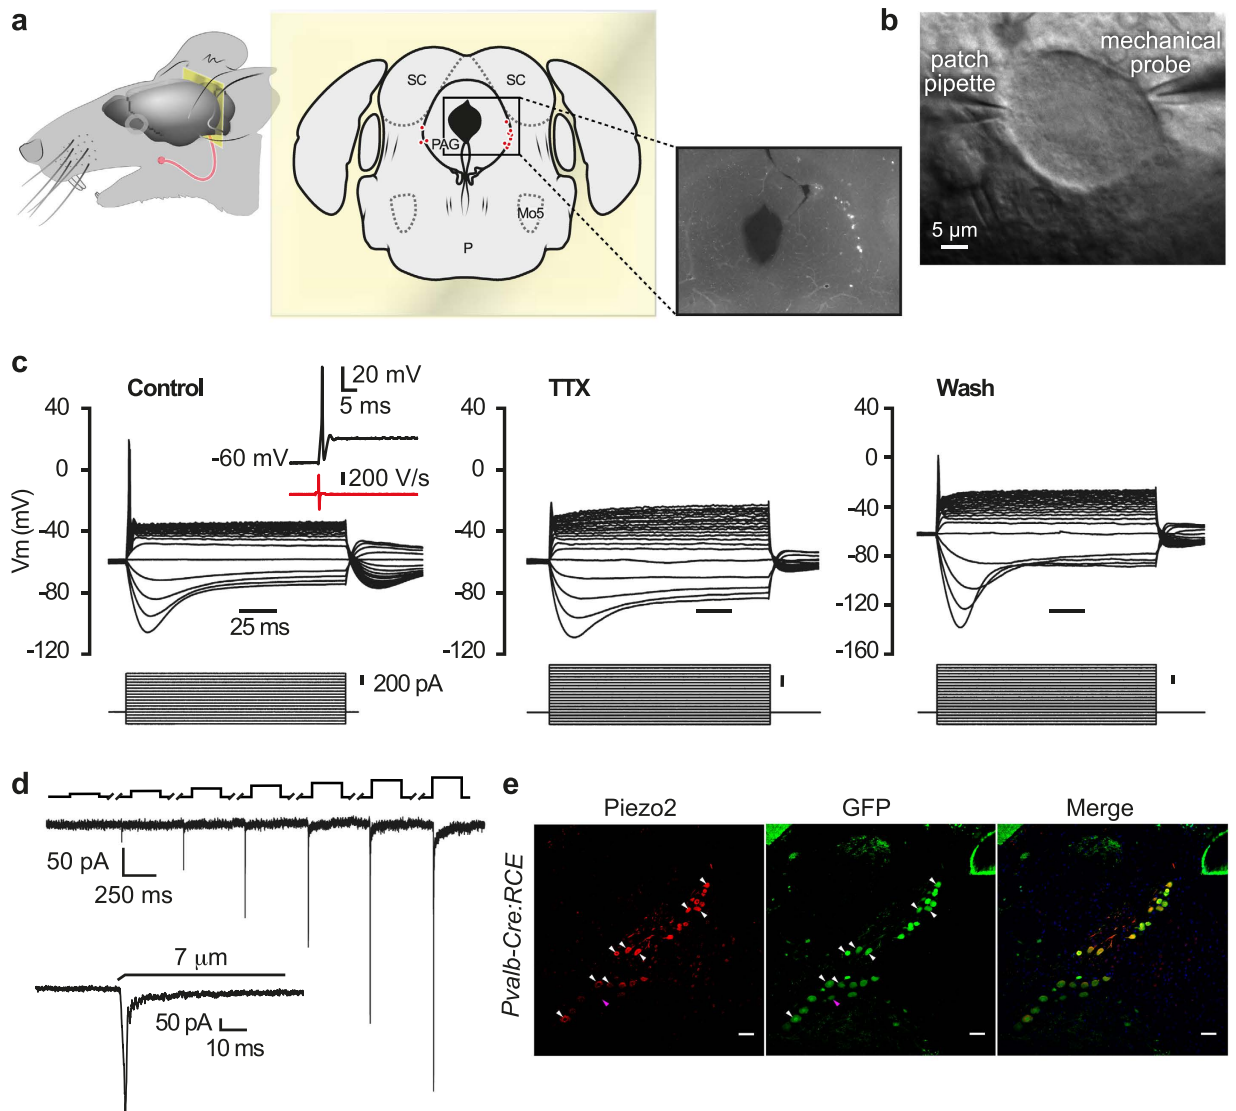 a
SC
SC
PAG
Mo5
P
b
patch
pipette
mechanical
probe
5 µm
c
Control
20 mV
5 ms
-60 mV
200 V/s
Vm (mV)
40
0
-40
-80
-120
25 ms
200 pA
TTX
40
0
-40
-80
-120
Wash
40
0
-40
-80
-120
-160
d
50 pA
250 ms
7 µm
50 pA
10 ms
e
Piezo2
GFP
Merge
Pvalb-Cre:RCE